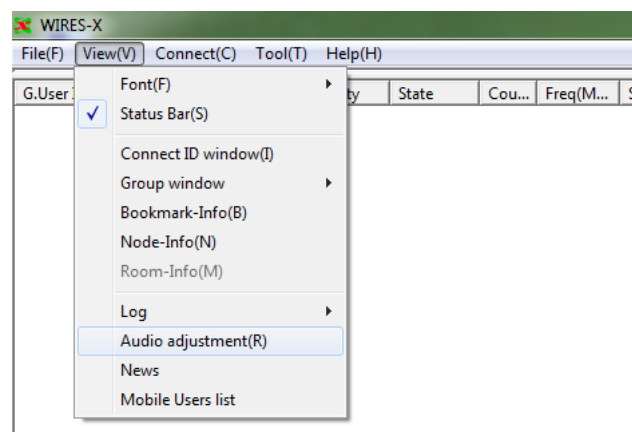 WIRES-X
File(F) View(V) Connect(C) Tool(T) Help(H)
G.User ty State Cou... Freq(M...
Font(F)
Status Bar(S)
Connect ID window(I)
Group window
Bookmark-Info(B)
Node-Info(N)
Room-Info(M)
Log
Audio adjustment(R)
News
Mobile Users list